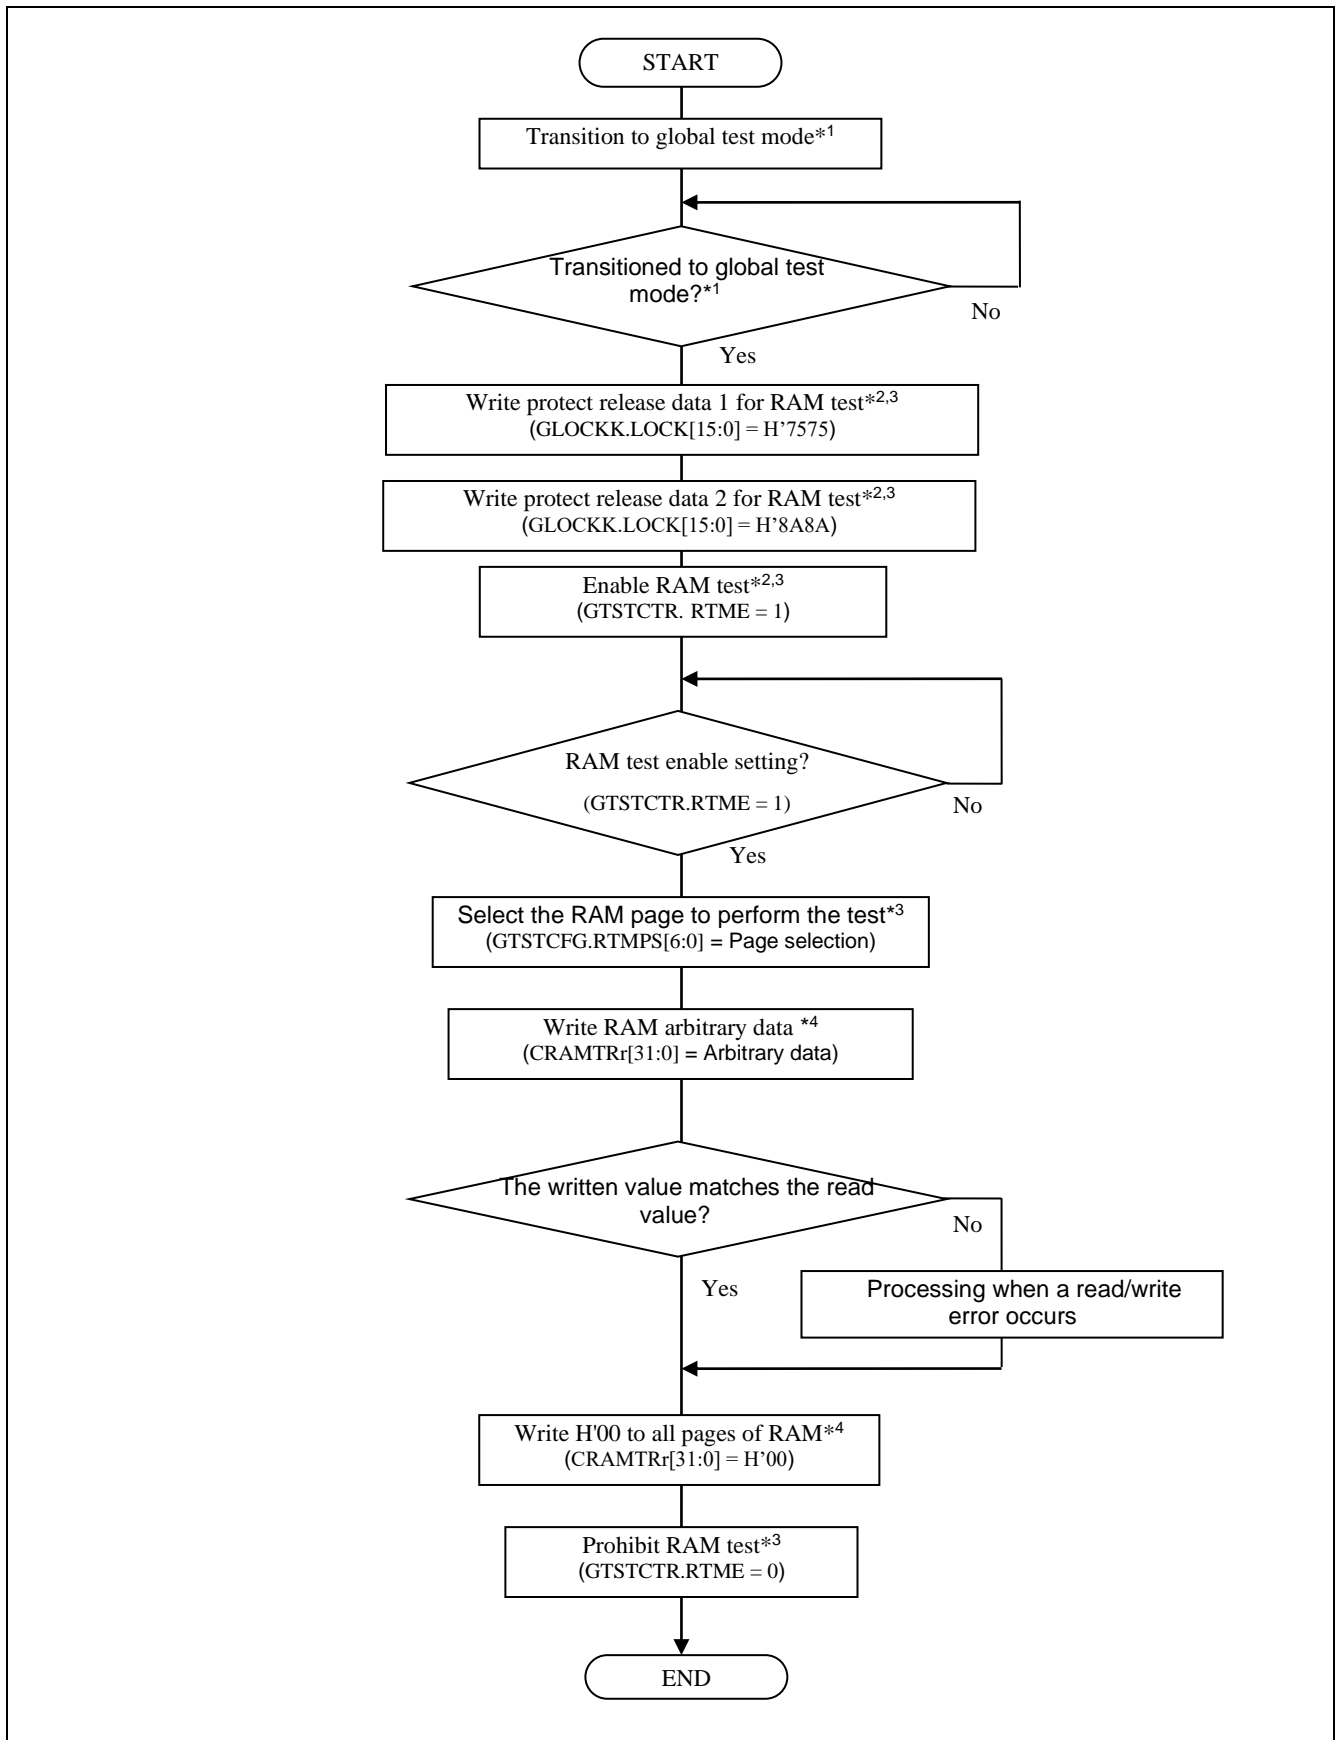 START
Transition to global test mode*1
Transitioned to global test
mode?*1
No
Yes
Write protect release data 1 for RAM test*2,3
(GLOCKK.LOCK[15:0] = H’7575)
Write protect release data 2 for RAM test*2,3
(GLOCKK.LOCK[15:0] = H’8A8A)
Enable RAM test*2,3
(GTSTCTR. RTME = 1)
RAM test enable setting?
(GTSTCTR.RTME = 1)
No
Yes
Select the RAM page to perform the test*3
(GTSTCFG.RTMPS[6:0] = Page selection)
Write RAM arbitrary data *4
(CRAMTRr[31:0] = Arbitrary data)
The written value matches the read
value?
No
Yes
Processing when a read/write
error occurs
Write H'00 to all pages of RAM*4
(CRAMTRr[31:0] = H’00)
Prohibit RAM test*3
(GTSTCTR.RTME = 0)
END